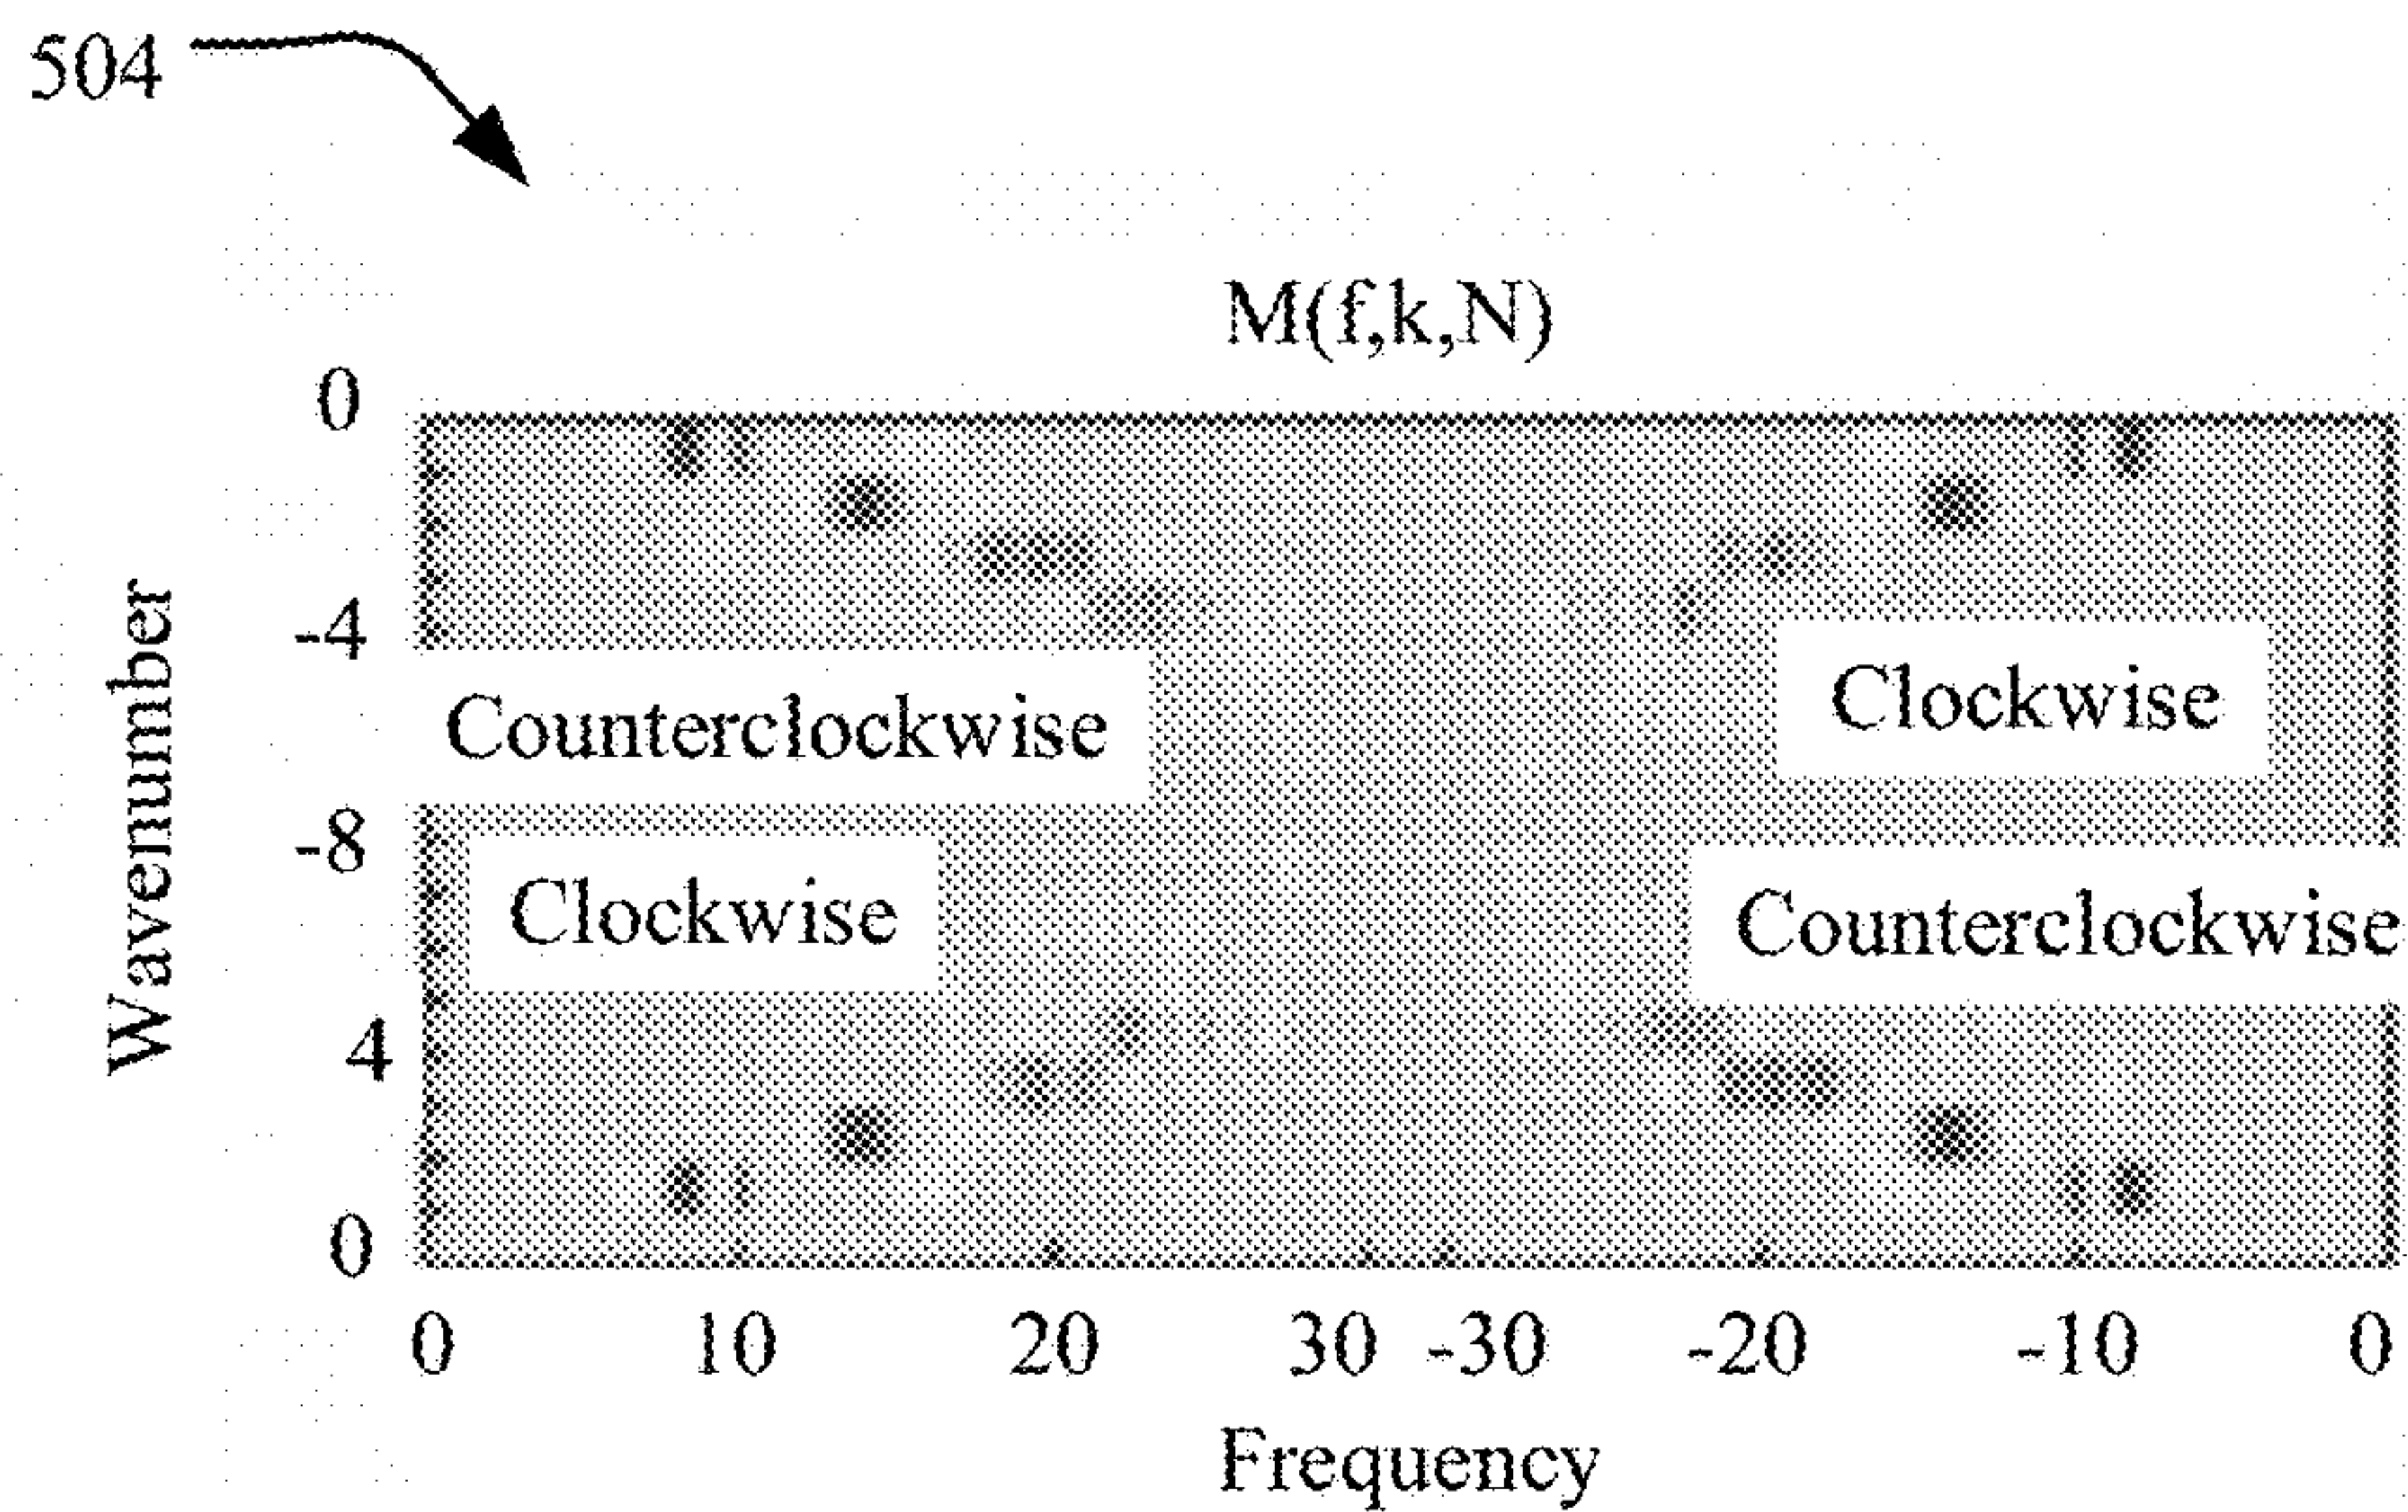 504
M(f,k,N)
0
-4
Counterclockwise
Clockwise
-8
Clockwise
Counterclockwise
4
0
Wavenumber
0 10 20 30 -30 -20 -10 0
Frequency